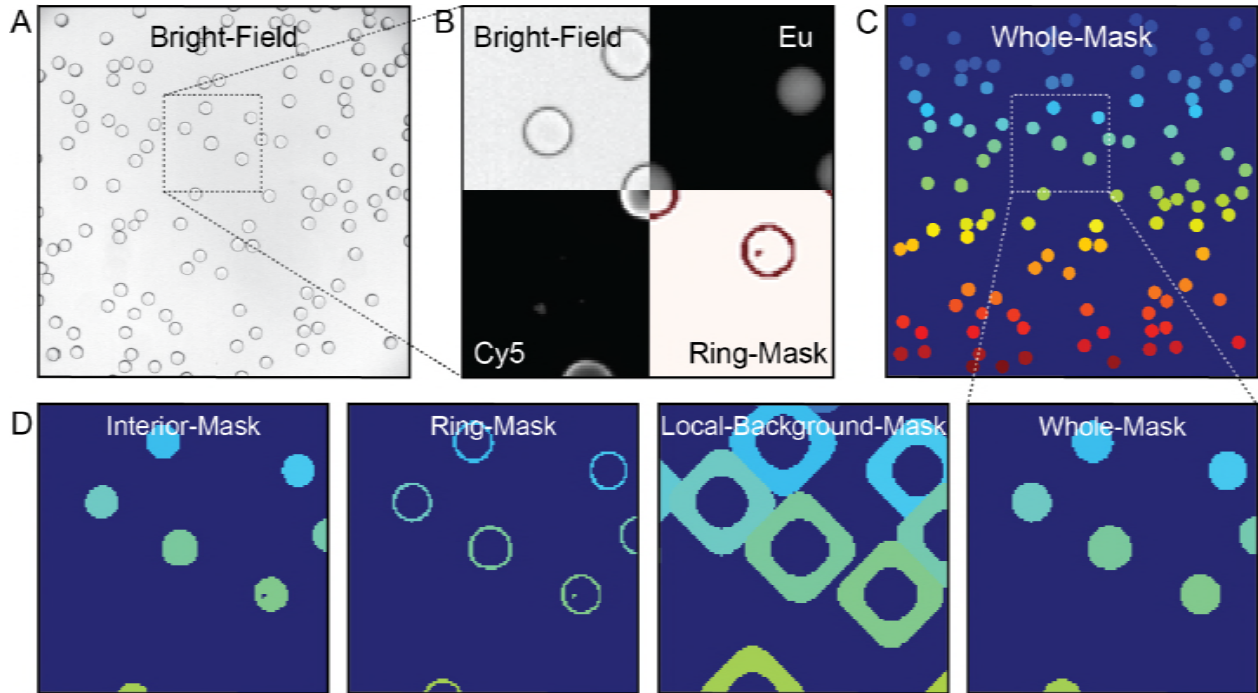 A
Bright-Field
B
Bright-Field
Eu
Cy5
Ring-Mask
C
Whole-Mask
D
Interior-Mask
Ring-Mask
Local-Background-Mask
Whole-Mask